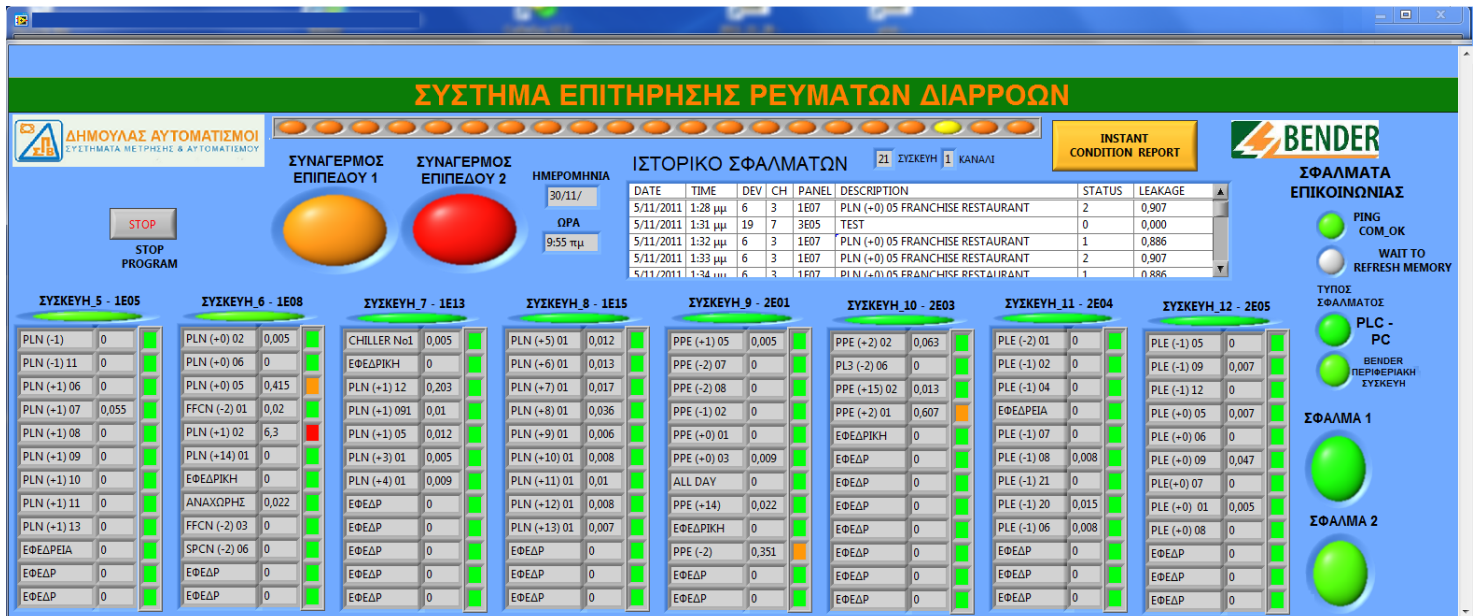 ΣΥΣΤΗΜΑ ΕΠΙΤΗΡΗΣΗΣ ΡΕΥΜΑΤΩΝ ΔΙΑΡΡΟΩΝ
ΔΗΜΟΥΛΑΣ ΑΥΤΟΜΑΤΙΣΜΟΙ
ΣΥΣΤΗΜΑΤΑ ΜΕΤΡΗΣΗΣ & ΑΥΤΟΜΑΤΙΣΜΟΥ
STOP
STOP PROGRAM
ΣΥΝΑΓΕΡΜΟΣ ΕΠΙΠΕΔΟΥ 1
ΣΥΝΑΓΕΡΜΟΣ ΕΠΙΠΕΔΟΥ 2
ΗΜΕΡΟΜΗΝΙΑ
30/11/
ΩΡΑ
9:55 πμ
ΙΣΤΟΡΙΚΟ ΣΦΑΛΜΑΤΩΝ 21 ΣΥΣΚΕΥΗ 1 ΚΑΝΑΛΙ
INSTANT CONDITION REPORT
BENDER
DATE TIME DEV CH PANEL DESCRIPTION STATUS LEAKAGE
5/11/2011 1:28 μμ 6 3 1E07 PLN (+0) 05 FRANCHISE RESTAURANT 2 0,907
5/11/2011 1:31 μμ 19 7 3E05 TEST 0 0,000
5/11/2011 1:32 μμ 6 3 1E07 PLN (+0) 05 FRANCHISE RESTAURANT 1 0,886
5/11/2011 1:33 μμ 6 3 1E07 PLN (+0) 05 FRANCHISE RESTAURANT 2 0,907
5/11/2011 1:34 μμ 6 3 1E07 PLN (+0) 05 FRANCHISE RESTAURANT 1 0,886
ΣΦΑΛΜΑΤΑ ΕΠΙΚΟΙΝΩΝΙΑΣ
PING COM_OK
WAIT TO REFRESH MEMORY
ΤΥΠΟΣ ΣΦΑΛΜΑΤΟΣ
PLC - PC
BENDER ΠΕΡΙΦΕΡΙΑΚΗ ΣΥΣΚΕΥΗ
ΣΦΑΛΜΑ 1
ΣΦΑΛΜΑ 2
ΣΥΣΚΕΥΗ_5 - 1E05
PLN (-1) 0
PLN (-1) 11 0
PLN (+1) 06 0
PLN (+1) 07 0,055
PLN (+1) 08 0
PLN (+1) 09 0
PLN (+1) 10 0
PLN (+1) 11 0
PLN (+1) 13 0
ΕΦΕΔΡΕΙΑ 0
ΕΦΕΔΡ 0
ΕΦΕΔΡ 0
ΣΥΣΚΕΥΗ_6 - 1E08
PLN (+0) 02 0,005
PLN (+0) 06 0
PLN (+0) 05 0,415
FFCN (-2) 01 0,02
PLN (+1) 02 6,3
PLN (+14) 01 0
ΕΦΕΔΡΙΚΗ 0
ΑΝΑΧΩΡΗΣ 0,022
FFCN (-2) 03 0
SPCN (-2) 06 0
ΕΦΕΔΡ 0
ΕΦΕΔΡ 0
ΣΥΣΚΕΥΗ_7 - 1E13
CHILLER No1 0,005
ΕΦΕΔΡΙΚΗ 0
PLN (+1) 12 0,203
PLN (+1) 091 0,01
PLN (+1) 05 0,012
PLN (+3) 01 0,005
PLN (+4) 01 0,009
ΕΦΕΔΡ 0
ΕΦΕΔΡ 0
ΕΦΕΔΡ 0
ΕΦΕΔΡ 0
ΕΦΕΔΡ 0
ΣΥΣΚΕΥΗ_8 - 1E15
PLN (+5) 01 0,012
PLN (+6) 01 0,013
PLN (+7) 01 0,017
PLN (+8) 01 0,036
PLN (+9) 01 0,006
PLN (+10) 01 0,008
PLN (+11) 01 0,01
PLN (+12) 01 0,008
PLN (+13) 01 0,007
ΕΦΕΔΡ 0
ΕΦΕΔΡ 0
ΕΦΕΔΡ 0
ΣΥΣΚΕΥΗ_9 - 2E01
PPE (+1) 05 0,005
PPE (-2) 07 0
PPE (-2) 08 0
PPE (-1) 02 0
PPE (+0) 01 0
PPE (+0) 03 0,009
ALL DAY 0
PPE (+14) 0,022
ΕΦΕΔΡΙΚΗ 0
PPE (-2) 0,351
ΕΦΕΔΡ 0
ΕΦΕΔΡ 0
ΣΥΣΚΕΥΗ_10 - 2E03
PPE (+2) 02 0,063
PL3 (-2) 06 0
PPE (+15) 02 0,013
PPE (+2) 01 0,607
ΕΦΕΔΡΙΚΗ 0
ΕΦΕΔΡ 0
ΕΦΕΔΡ 0
ΕΦΕΔΡ 0
ΕΦΕΔΡ 0
ΕΦΕΔΡ 0
ΕΦΕΔΡ 0
ΕΦΕΔΡ 0
ΣΥΣΚΕΥΗ_11 - 2E04
PLE (-2) 01 0
PLE (-1) 02 0
PLE (-1) 04 0
ΕΦΕΔΡΕΙΑ 0
PLE (-1) 07 0
PLE (-1) 08 0,008
PLE (-1) 21 0
PLE (-1) 20 0,015
PLE (-1) 06 0,008
ΕΦΕΔΡ 0
ΕΦΕΔΡ 0
ΕΦΕΔΡ 0
ΣΥΣΚΕΥΗ_12 - 2E05
PLE (-1) 05 0
PLE (-1) 09 0,007
PLE (-1) 12 0
PLE (+0) 05 0,007
PLE (+0) 06 0
PLE (+0) 09 0,047
PLE(+0) 07 0
PLE (+0) 01 0,005
PLE (+0) 08 0
ΕΦΕΔΡ 0
ΕΦΕΔΡ 0
ΕΦΕΔΡ 0